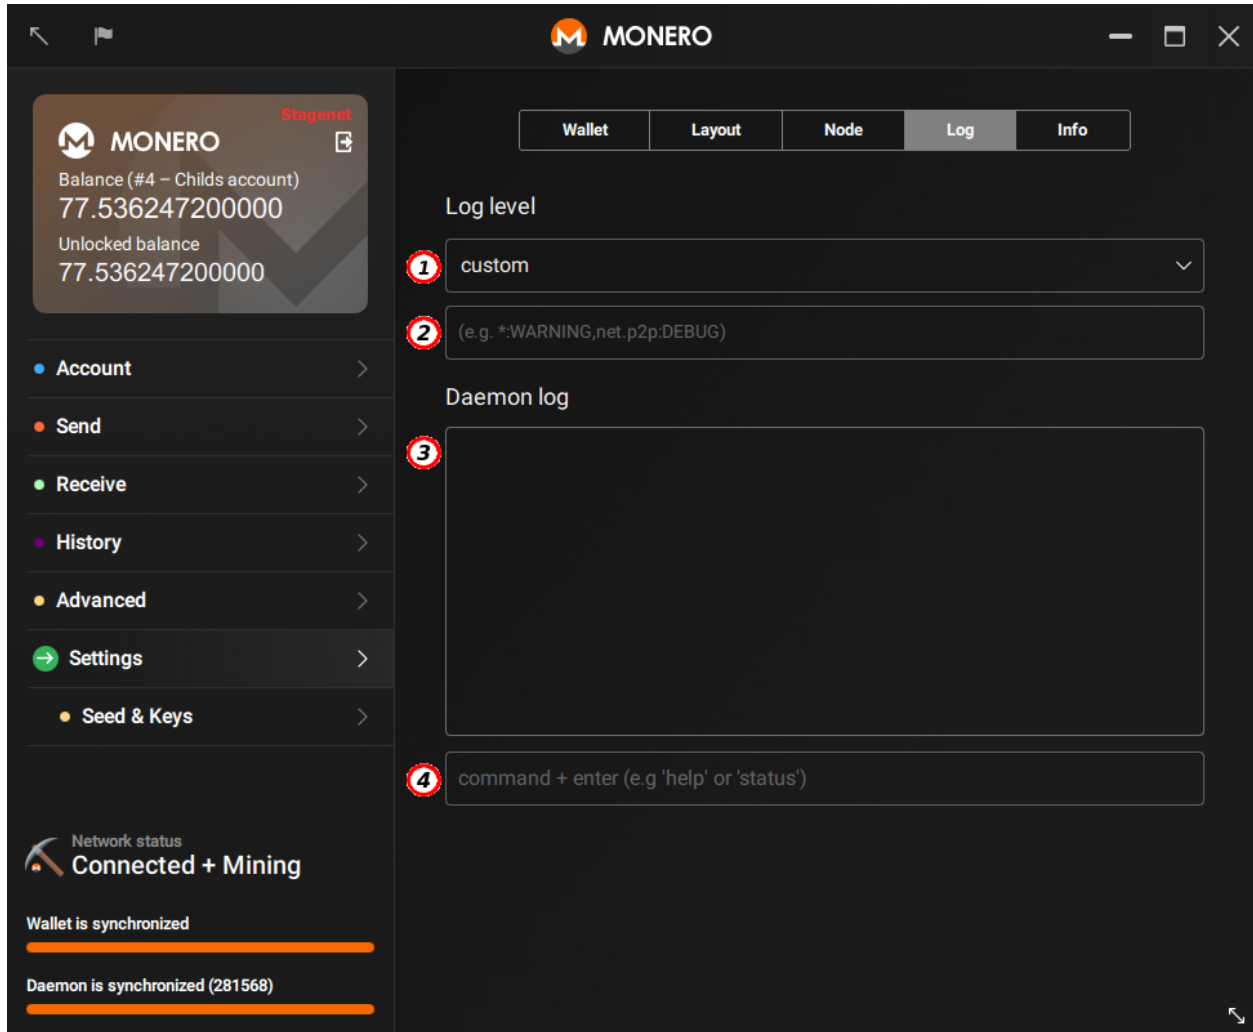 MONERO
Stagenet
MONERO
Balance (#4 – Childs account)
77.536247200000
Unlocked balance
77.536247200000
Account
Send
Receive
History
Advanced
Settings
Seed & Keys
Network status
Connected + Mining
Wallet is synchronized
Daemon is synchronized (281568)
Wallet Layout Node Log Info
Log level
1 custom
2 (e.g. *:WARNING,net.p2p:DEBUG)
Daemon log
3
4 command + enter (e.g 'help' or 'status')